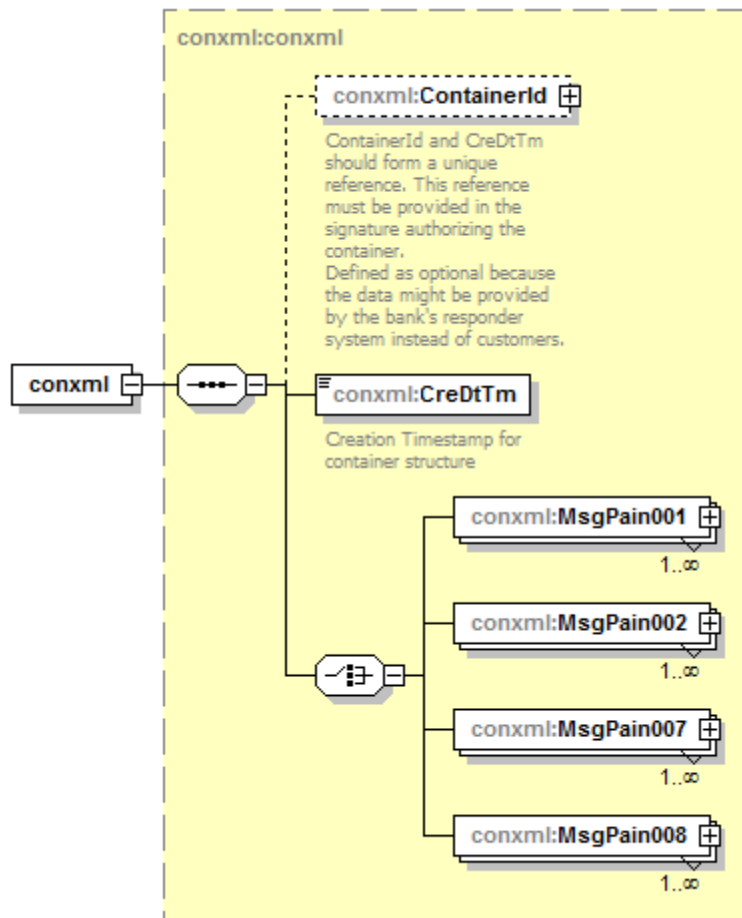 conxml:conxml
conxml:ContainerId
ContainerId and CreDtTm
should form a unique
reference. This reference
must be provided in the
signature authorizing the
container.
Defined as optional because
the data might be provided
by the bank's responder
system instead of customers.
conxml
conxml:CreDtTm
Creation Timestamp for
container structure
conxml:MsgPain001
1..∞
conxml:MsgPain002
1..∞
conxml:MsgPain007
1..∞
conxml:MsgPain008
1..∞